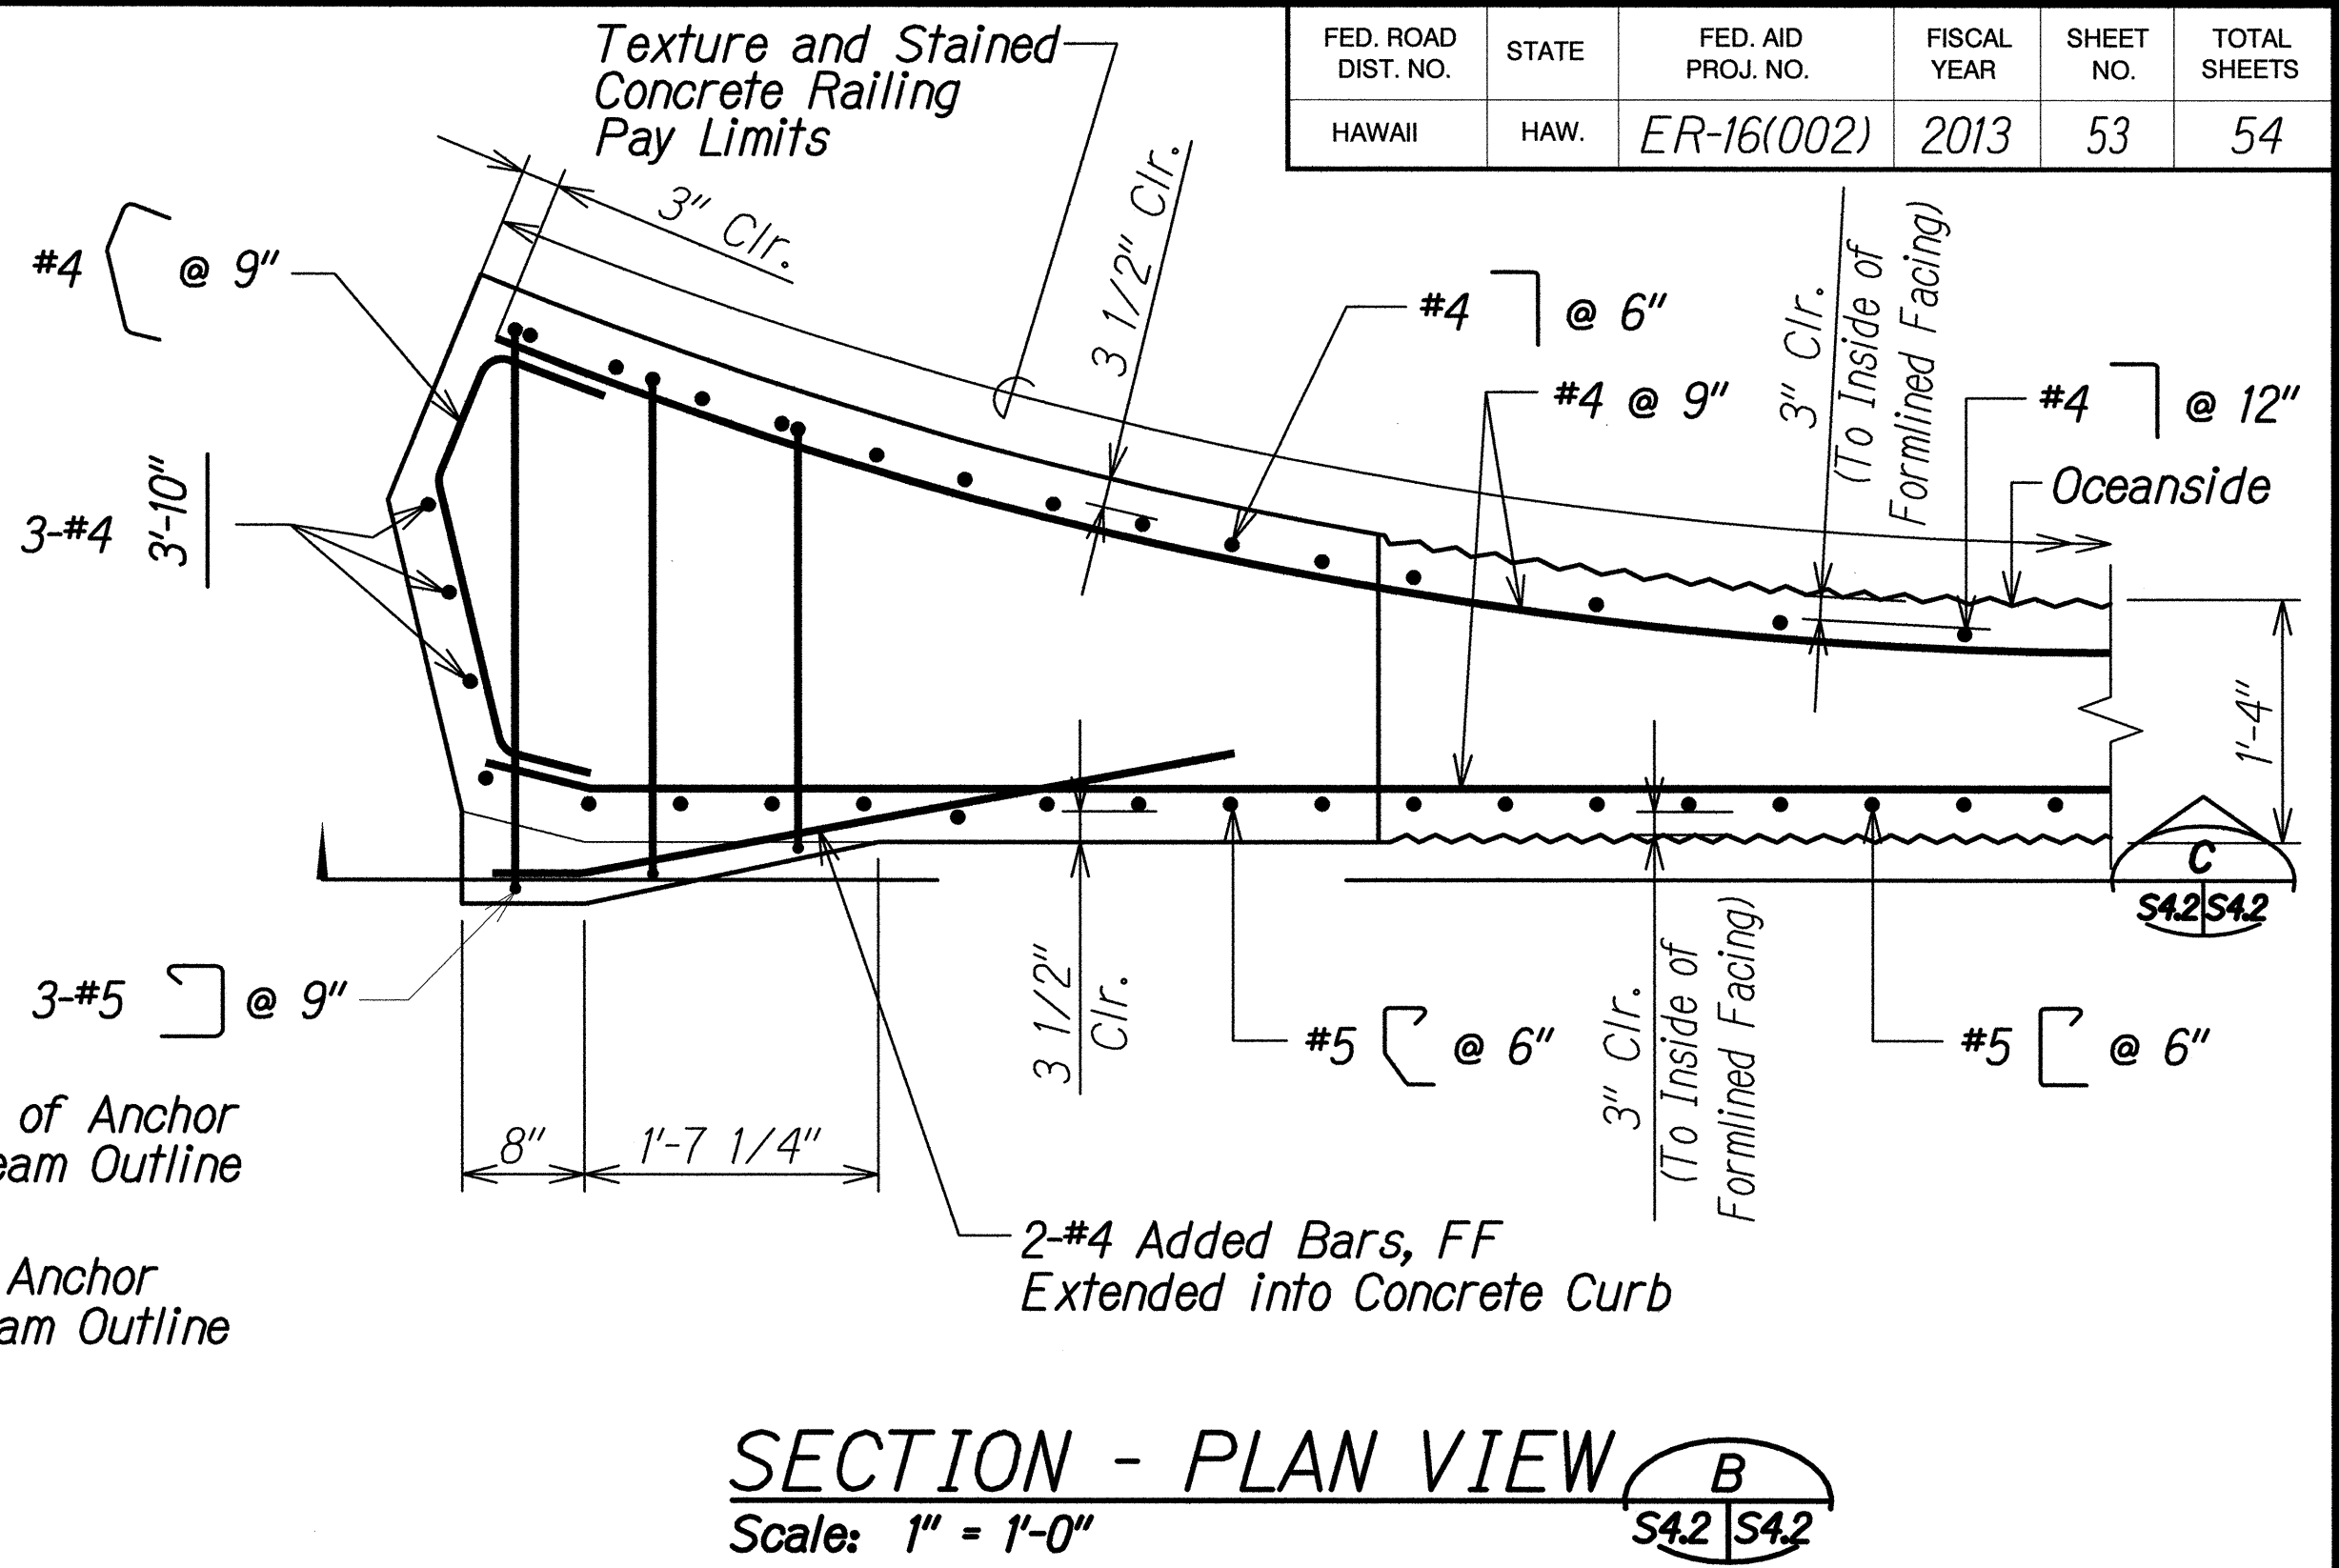 Texture and Stained
Concrete Railing
Pay Limits
FED. ROAD DIST. NO.
STATE
FED. AID PROJ. NO.
FISCAL YEAR
SHEET NO.
TOTAL SHEETS
HAWAII
HAW.
ER-16(002)
2013
53
54
3" Clr.
3 1/2" Clr.
#4 @ 9"
#4 @ 6"
#4 @ 9"
3" Clr.
(To Inside of
Formlined Facing)
#4 @ 12"
Oceanside
3-#4 3'-10"
1'-4"
C
S4.2 S4.2
3-#5 @ 9"
3 1/2"
Clr.
#5 @ 6"
3" Clr.
(To Inside of
Formlined Facing)
#5 @ 6"
of Anchor
eam Outline
8"
1'-7 1/4"
2-#4 Added Bars, FF
Extended into Concrete Curb
Anchor
am Outline
SECTION - PLAN VIEW
B
Scale: 1" = 1'-0"
S4.2 S4.2